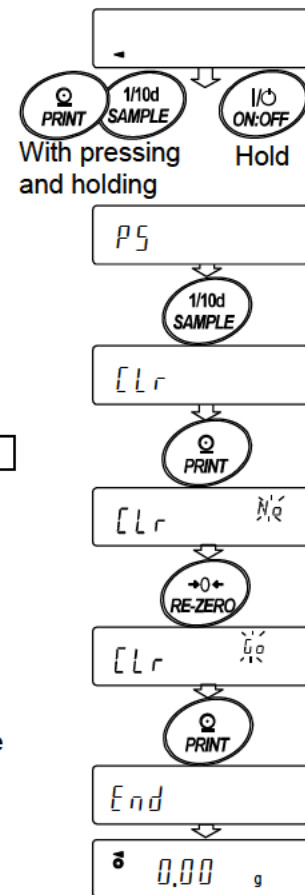 1/10d I/⏻
PRINT SAMPLE ON:OFF
With pressing Hold
and holding
PS
1/10d
SAMPLE
CLr
PRINT
CLr No
→0←
RE-ZERO
CLr Go
PRINT
e
End
0.00 g